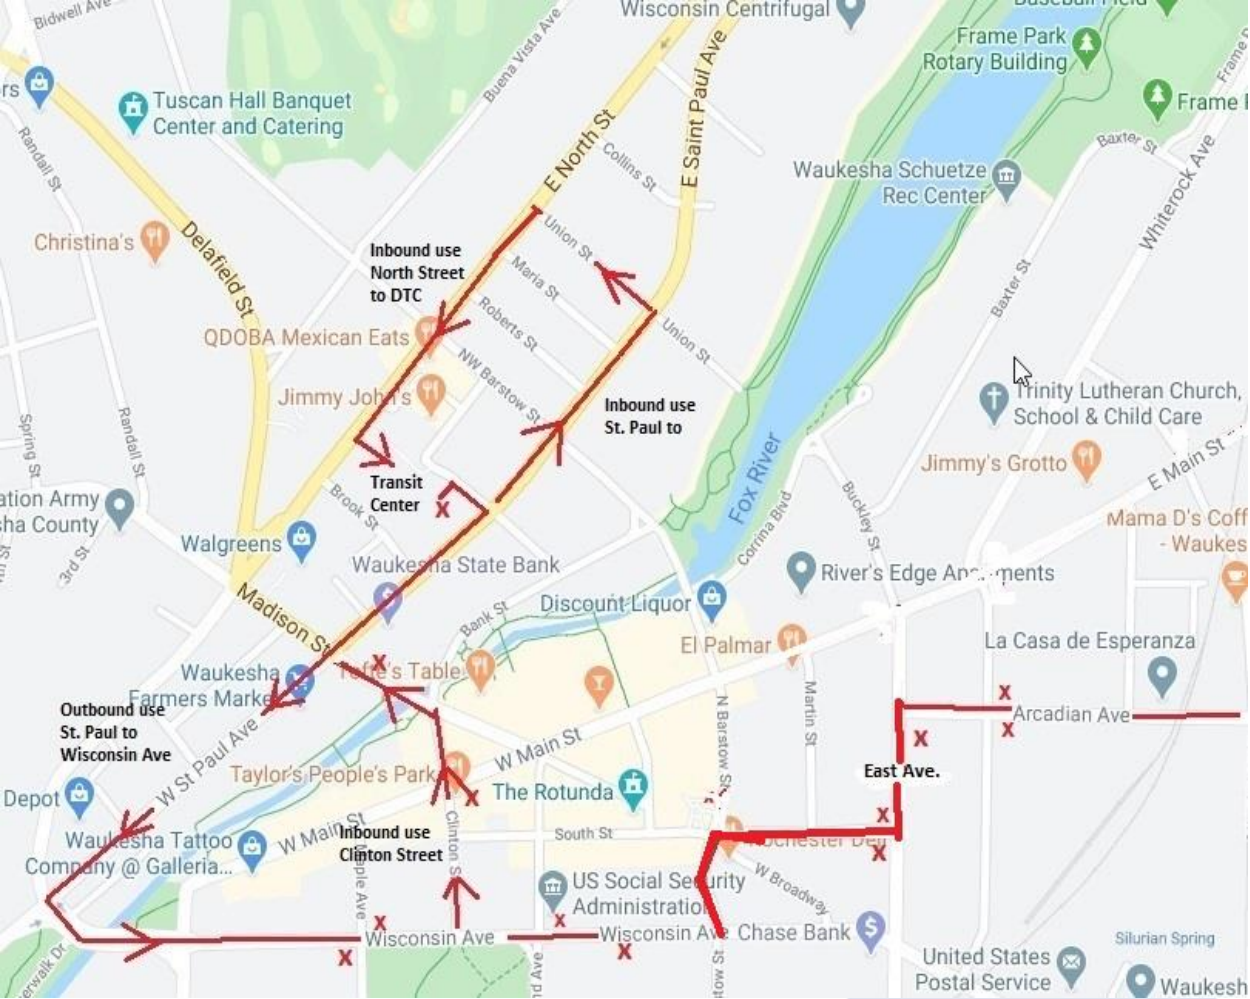 Bidwell Ave
Wisconsin Centrifugal
Frame Park
Rotary Building
Buena Vista Ave
E Saint Paul Ave
Tuscan Hall Banquet
Center and Catering
Frame
E North St
Collins St
Randall St
Baxter St
Whiterock Ave
Waukesha Schuetze
Rec Center
Christina's
Delafield St
Inbound use
North Street
to DTC
Union St
Maria St
Baxter St
Roberts St
Union St
QDOBA Mexican Eats
NW Barstow St
Jimmy John's
Trinity Lutheran Church,
School & Child Care
Inbound use
St. Paul to
Spring St
Randall St
Fox River
Jimmy's Grotto
E Main St
Transit
Center
X
Brook St
Buckley St
Corrina Blvd
ation Army
sha County
Mama D's Coff
- Waukes
Walgreens
3rd St
Waukesha State Bank
River's Edge Apartments
Madison St
Bank St
Discount Liquor
El Palmar
La Casa de Esperanza
X
Waukesha
Farmers Market
X
Arcadian Ave
X
Martin St
N Barstow St
Outbound use
St. Paul to
Wisconsin Ave
W St Paul Ave
W Main St
X
East Ave.
Taylor's People's Park
X
The Rotunda
Depot
X
Waukesha Tattoo
Company @ Galleria...
W Main St
Inbound use
Clinton Street
Clinton St
South St
X
W Broadway
US Social Security
Administration
Maple Ave
X
X
Wisconsin Ave
Wisconsin Ave
Chase Bank
X
X
Silurian Spring
United States
Postal Service
Waukesh